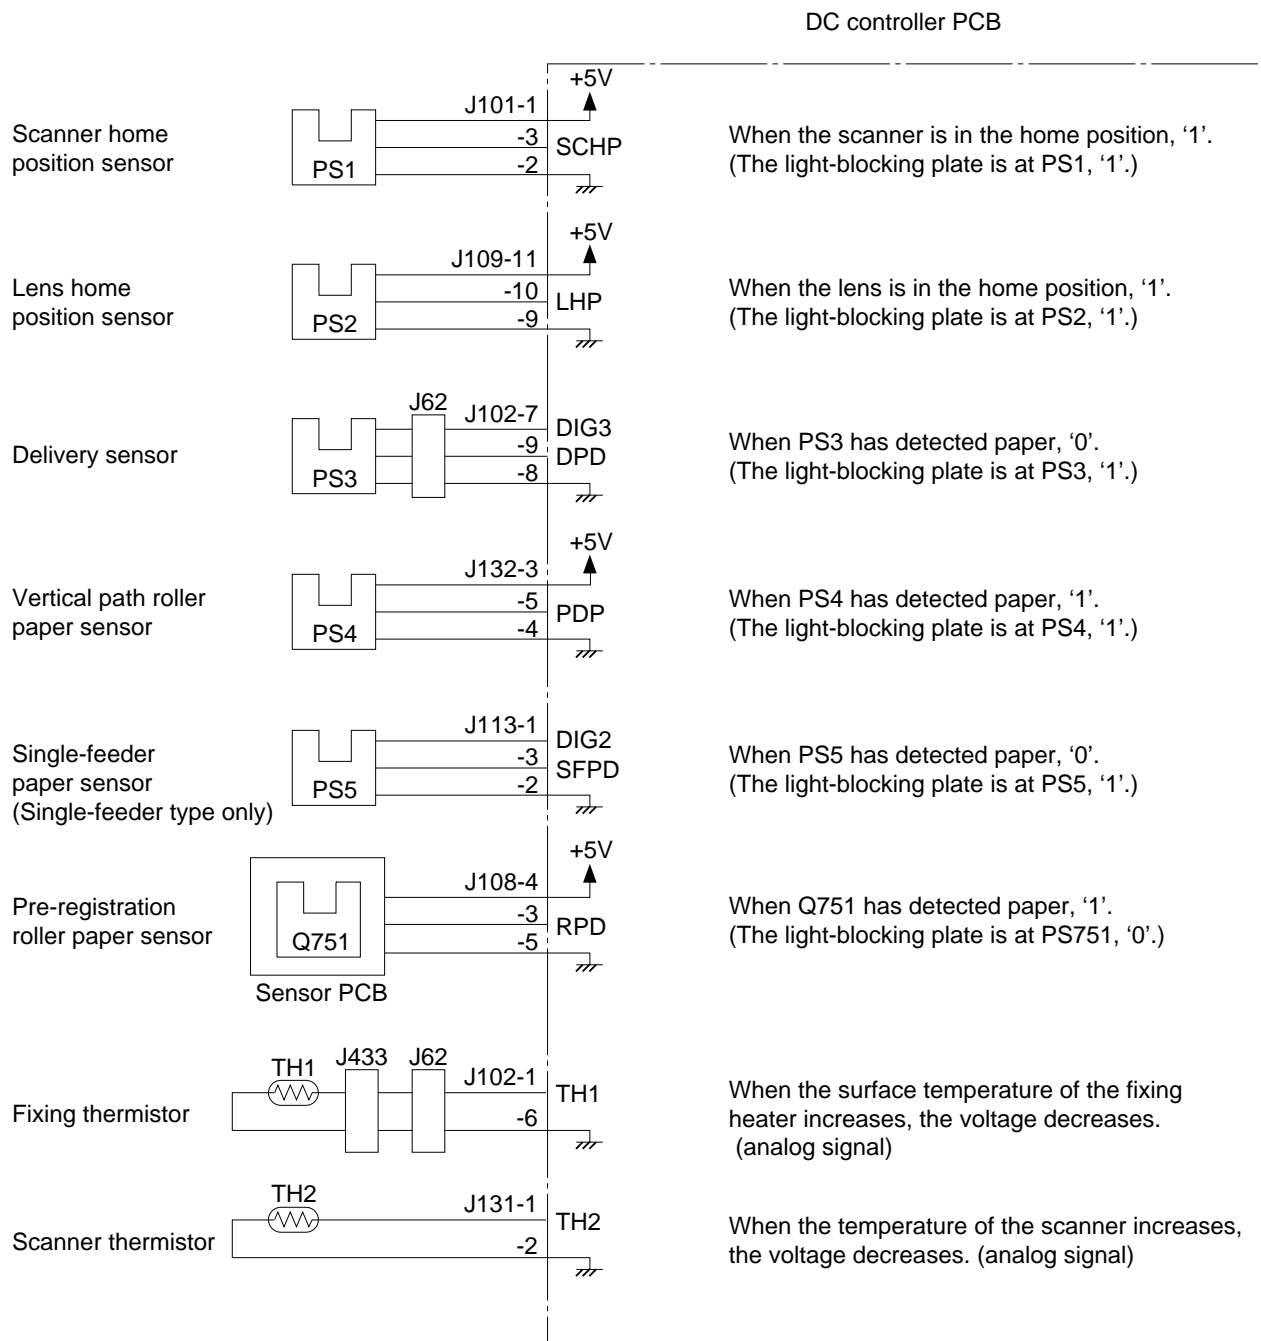 DC controller PCB
+5V
J101-1
Scanner home
position sensor
PS1
-3
SCHP
-2
When the scanner is in the home position, ‘1’.
(The light-blocking plate is at PS1, ‘1’.)
+5V
J109-11
Lens home
position sensor
PS2
-10
LHP
-9
When the lens is in the home position, ‘1’.
(The light-blocking plate is at PS2, ‘1’.)
J62
J102-7
DIG3
Delivery sensor
PS3
-9
DPD
-8
When PS3 has detected paper, ‘0’.
(The light-blocking plate is at PS3, ‘1’.)
+5V
J132-3
Vertical path roller
paper sensor
PS4
-5
PDP
-4
When PS4 has detected paper, ‘1’.
(The light-blocking plate is at PS4, ‘1’.)
J113-1
DIG2
Single-feeder
paper sensor
(Single-feeder type only)
PS5
-3
SFPD
-2
When PS5 has detected paper, ‘0’.
(The light-blocking plate is at PS5, ‘1’.)
+5V
J108-4
Pre-registration
roller paper sensor
Q751
-3
RPD
-5
Sensor PCB
When Q751 has detected paper, ‘1’.
(The light-blocking plate is at PS751, ‘0’.)
TH1
J433
J62
J102-1
TH1
Fixing thermistor
-6
When the surface temperature of the fixing
heater increases, the voltage decreases.
(analog signal)
TH2
J131-1
TH2
Scanner thermistor
-2
When the temperature of the scanner increases,
the voltage decreases. (analog signal)